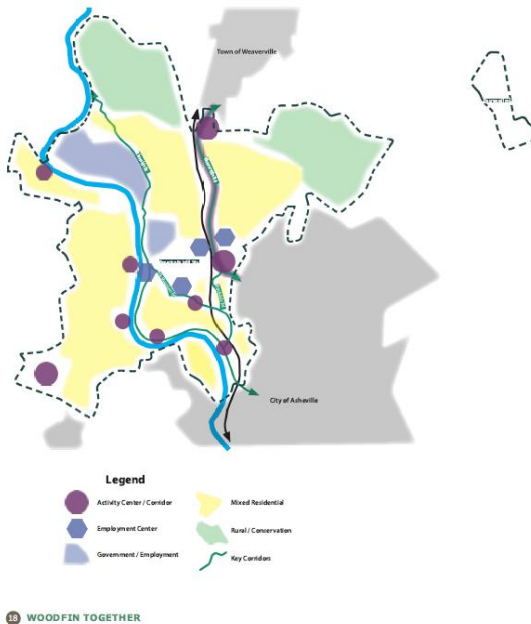 Town of Weaverville
City of Asheville
Legend
Activity Center / Corridor
Mixed Residential
Employment Center
Rural / Conservation
Government / Employment
Key Corridors
18 WOODFIN TOGETHER